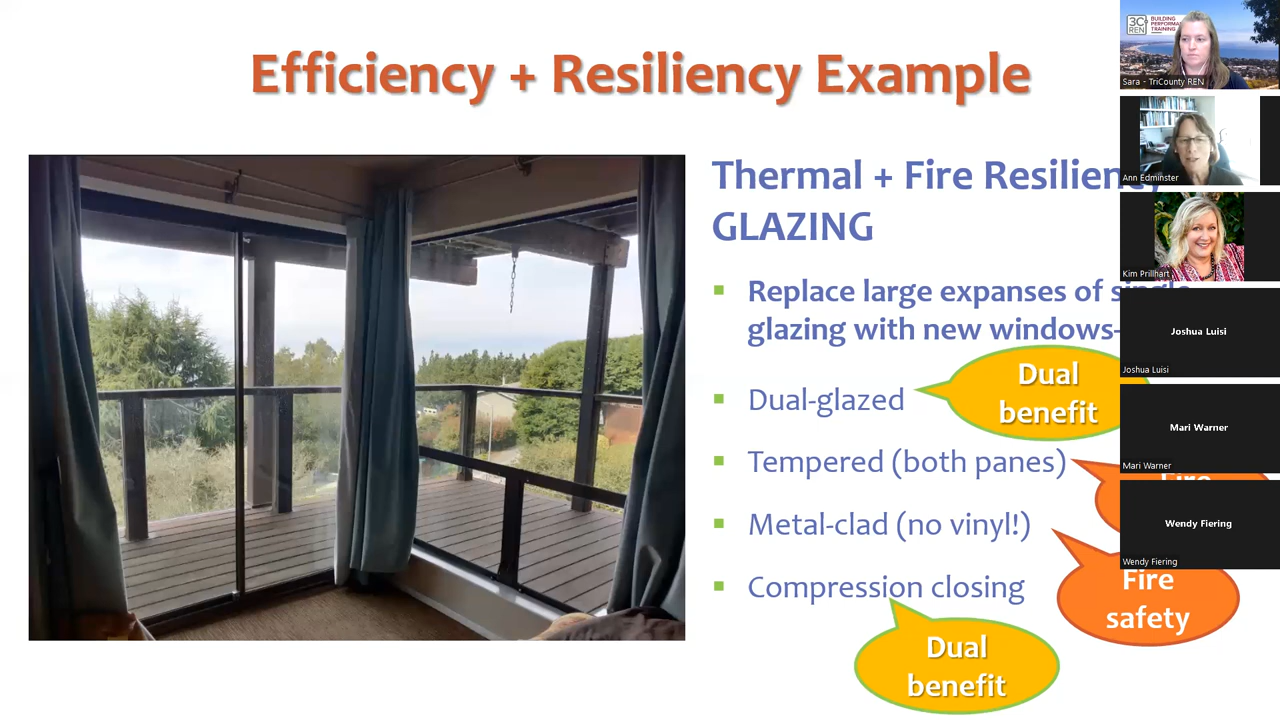 Efficiency + Resiliency Example
Thermal + Fire Resiliency
GLAZING
Replace large expanses of single
glazing with new windows-
Dual-glazed
Dual
benefit
Tempered (both panes)
Fire
Metal-clad (no vinyl!)
Fire
safety
Compression closing
Dual
benefit
3C REN
BUILDING
PERFORMA
TRAINING
Sara - TriCounty REN
Ann Edminster
Kim Prillhart
Joshua Luisi
Joshua Luisi
Mari Warner
Mari Warner
Wendy Fiering
Wendy Fiering